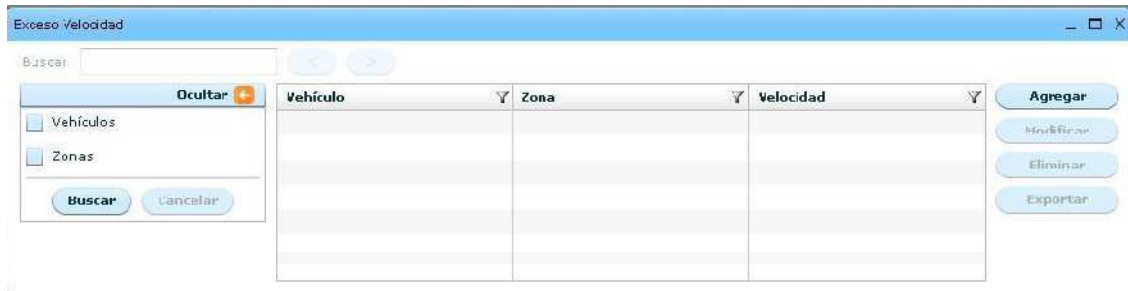 Exceso Velocidad
Buscar
< >
Ocultar
Vehículo Zona Velocidad
Agregar
Vehículos
Modificar
Zonas
Eliminar
Buscar Cancelar
Exportar